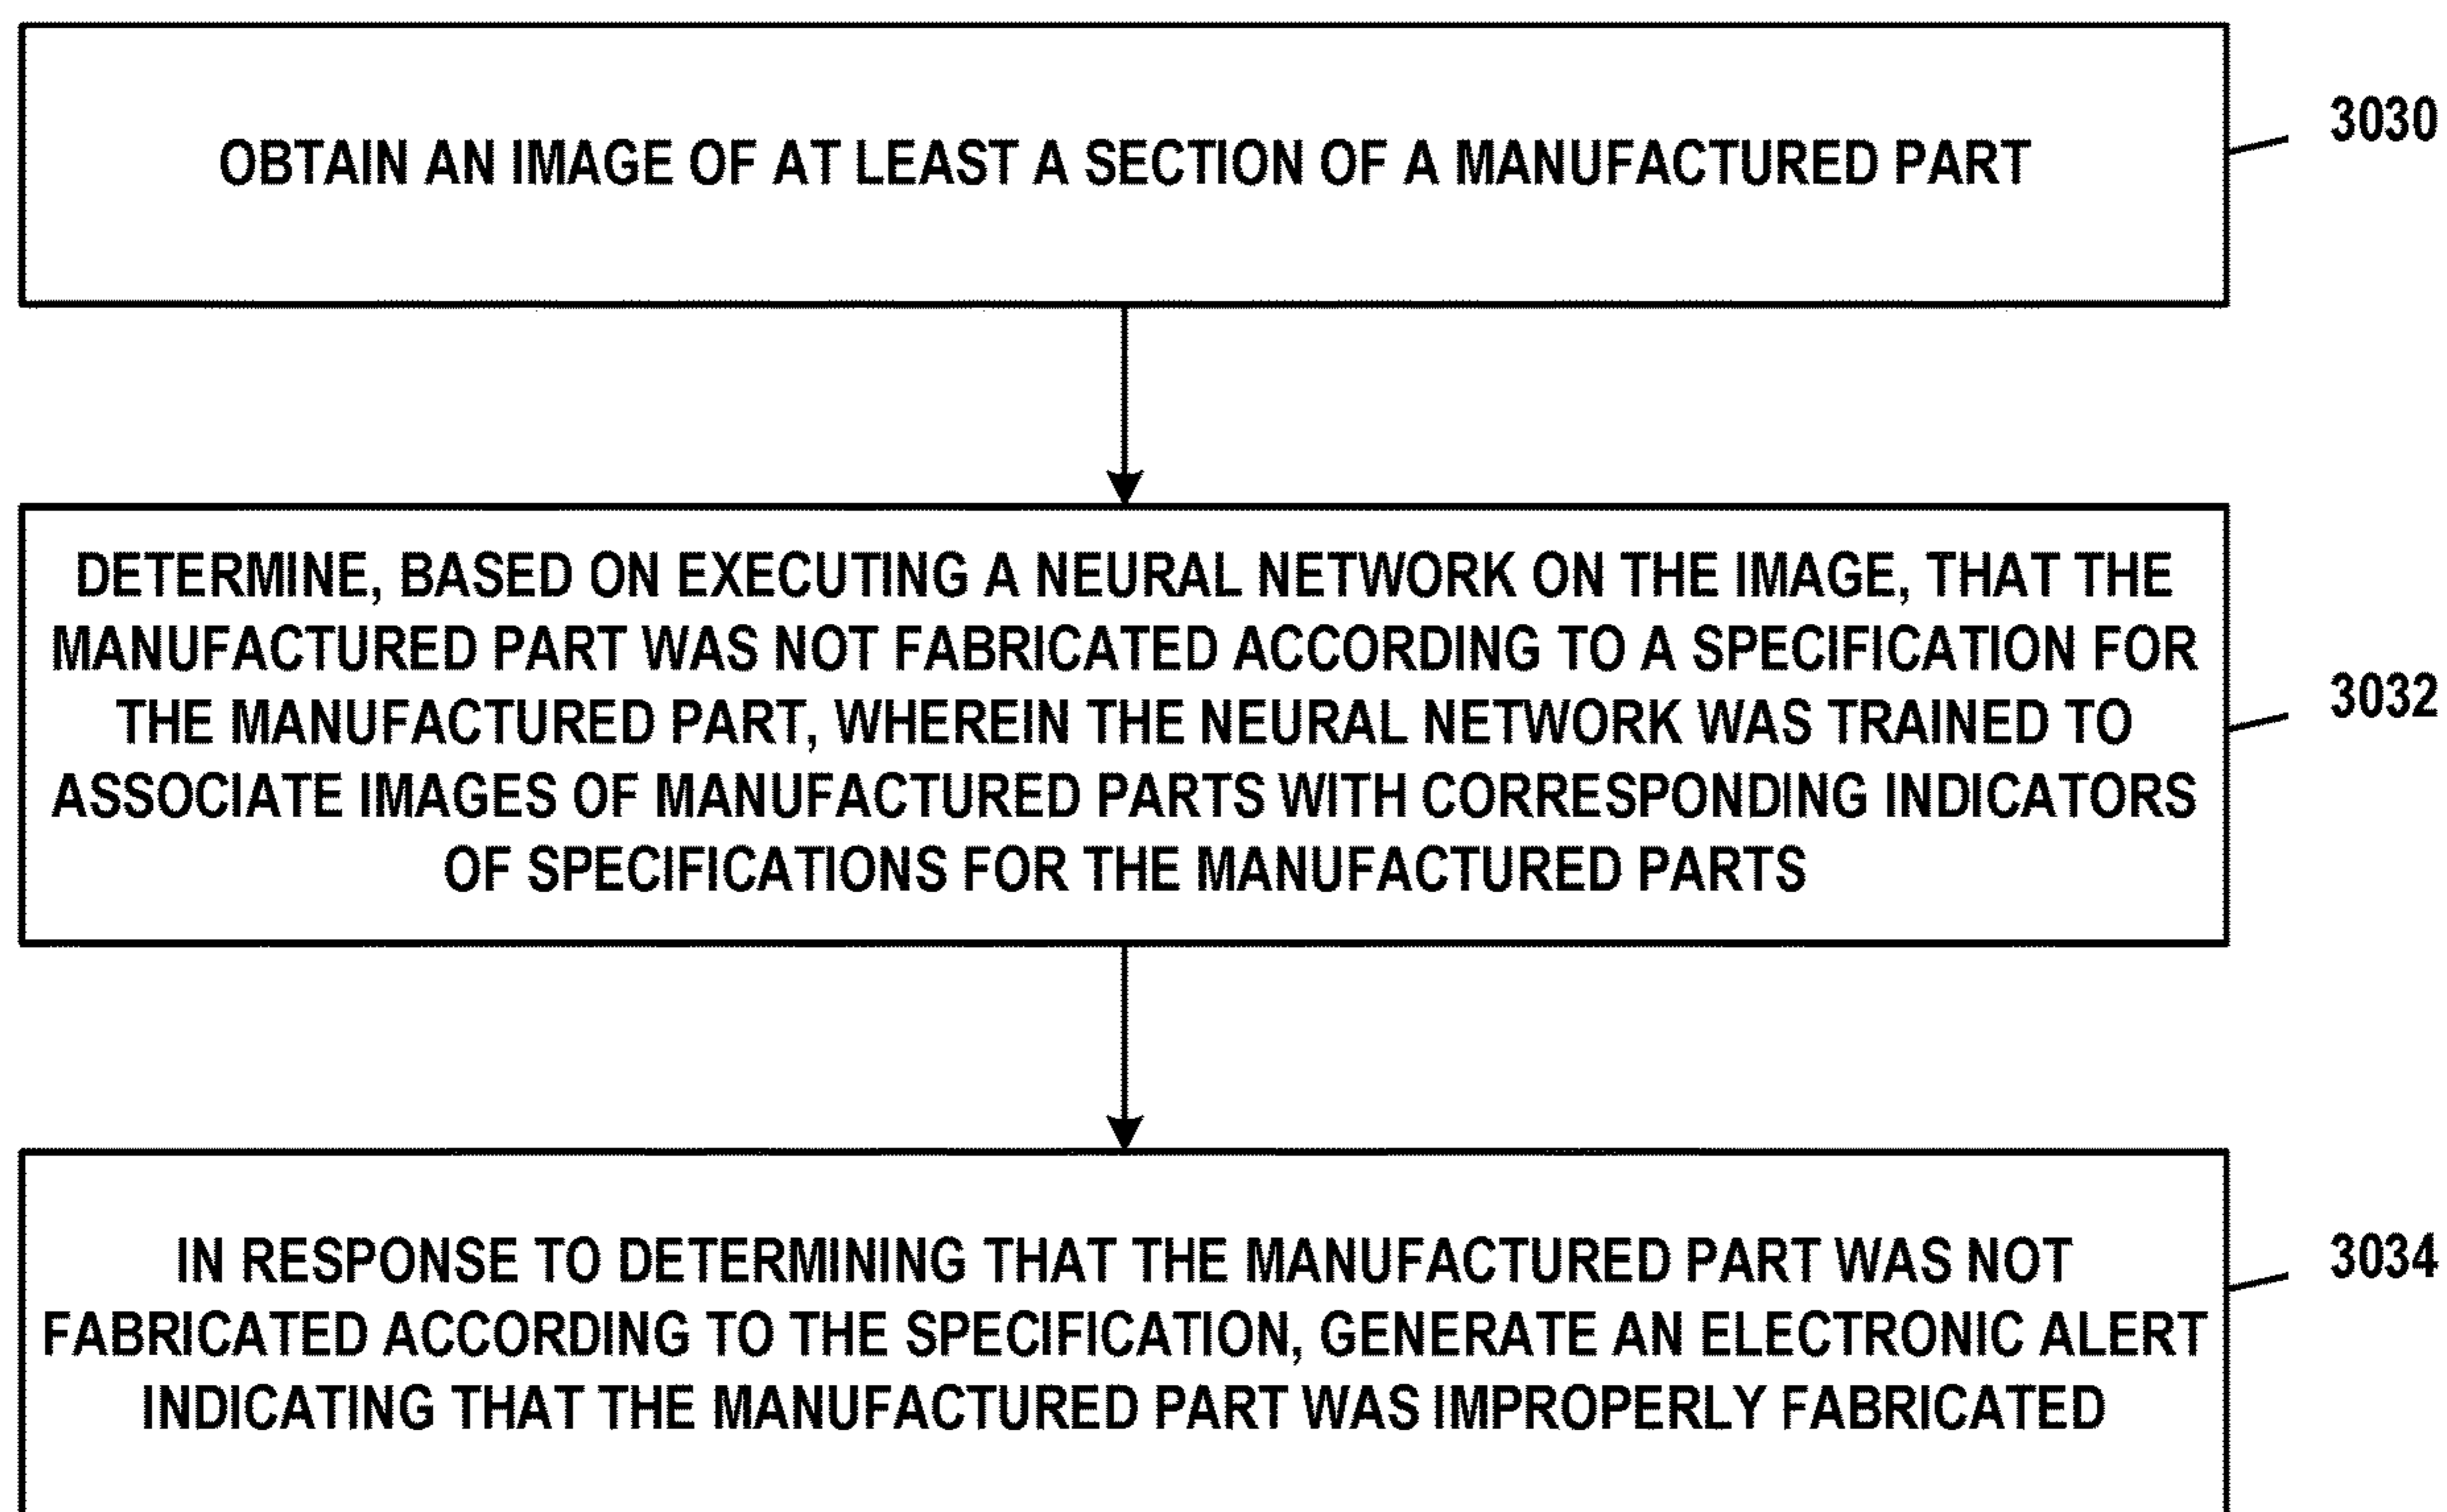 OBTAIN AN IMAGE OF AT LEAST A SECTION OF A MANUFACTURED PART
3030
DETERMINE, BASED ON EXECUTING A NEURAL NETWORK ON THE IMAGE, THAT THE
MANUFACTURED PART WAS NOT FABRICATED ACCORDING TO A SPECIFICATION FOR
THE MANUFACTURED PART, WHEREIN THE NEURAL NETWORK WAS TRAINED TO
ASSOCIATE IMAGES OF MANUFACTURED PARTS WITH CORRESPONDING INDICATORS
OF SPECIFICATIONS FOR THE MANUFACTURED PARTS
3032
IN RESPONSE TO DETERMINING THAT THE MANUFACTURED PART WAS NOT
FABRICATED ACCORDING TO THE SPECIFICATION, GENERATE AN ELECTRONIC ALERT
INDICATING THAT THE MANUFACTURED PART WAS IMPROPERLY FABRICATED
3034